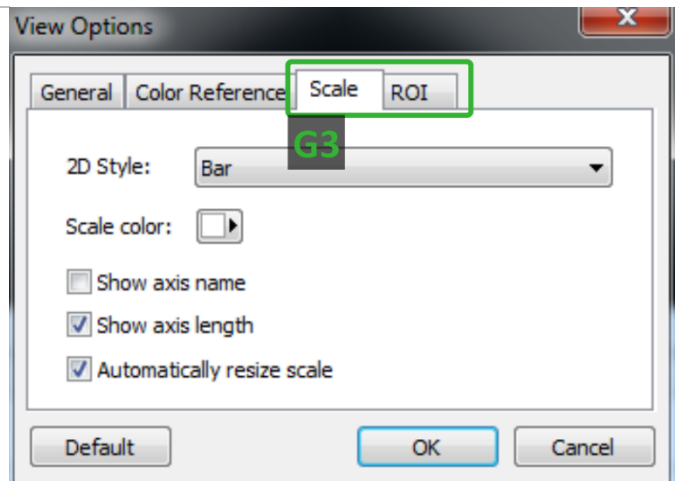 View Options
General Color Reference Scale ROI
G3
2D Style: Bar
Scale color:
Show axis name
Show axis length
Automatically resize scale
Default OK Cancel